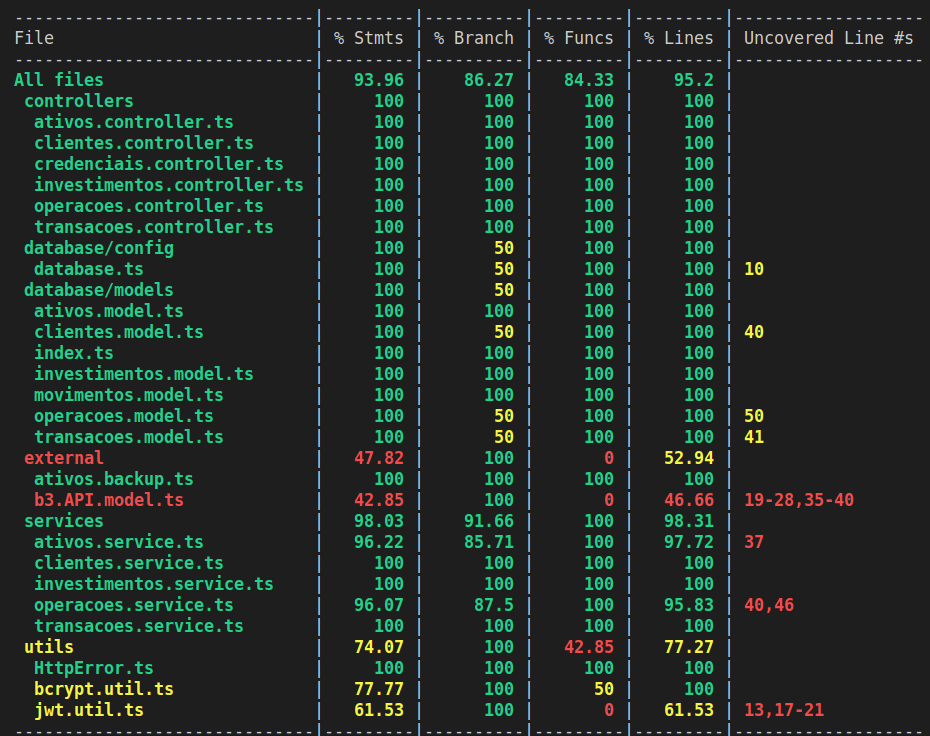 -------------------------------|---------|----------|---------|---------|-------------------
File                           | % Stmts | % Branch | % Funcs | % Lines | Uncovered Line #s
-------------------------------|---------|----------|---------|---------|-------------------
All files                      |   93.96 |    86.27 |   84.33 |    95.2 |
 controllers                   |     100 |      100 |     100 |     100 |
  ativos.controller.ts         |     100 |      100 |     100 |     100 |
  clientes.controller.ts       |     100 |      100 |     100 |     100 |
  credenciais.controller.ts    |     100 |      100 |     100 |     100 |
  investimentos.controller.ts  |     100 |      100 |     100 |     100 |
  operacoes.controller.ts      |     100 |      100 |     100 |     100 |
  transacoes.controller.ts     |     100 |      100 |     100 |     100 |
 database/config               |     100 |       50 |     100 |     100 |
  database.ts                  |     100 |       50 |     100 |     100 | 10
 database/models               |     100 |       50 |     100 |     100 |
  ativos.model.ts              |     100 |      100 |     100 |     100 |
  clientes.model.ts            |     100 |       50 |     100 |     100 | 40
  index.ts                     |     100 |      100 |     100 |     100 |
  investimentos.model.ts       |     100 |      100 |     100 |     100 |
  movimentos.model.ts          |     100 |      100 |     100 |     100 |
  operacoes.model.ts           |     100 |       50 |     100 |     100 | 50
  transacoes.model.ts          |     100 |       50 |     100 |     100 | 41
 external                      |   47.82 |      100 |       0 |   52.94 |
  ativos.backup.ts             |     100 |      100 |     100 |     100 |
  b3.API.model.ts              |   42.85 |      100 |       0 |   46.66 | 19-28,35-40
 services                      |   98.03 |    91.66 |     100 |   98.31 |
  ativos.service.ts            |   96.22 |    85.71 |     100 |   97.72 | 37
  clientes.service.ts          |     100 |      100 |     100 |     100 |
  investimentos.service.ts     |     100 |      100 |     100 |     100 |
  operacoes.service.ts         |   96.07 |     87.5 |     100 |   95.83 | 40,46
  transacoes.service.ts        |     100 |      100 |     100 |     100 |
 utils                         |   74.07 |      100 |   42.85 |   77.27 |
  HttpError.ts                 |     100 |      100 |     100 |     100 |
  bcrypt.util.ts               |   77.77 |      100 |      50 |     100 |
  jwt.util.ts                  |   61.53 |      100 |       0 |   61.53 | 13,17-21
-------------------------------|---------|----------|---------|---------|-------------------